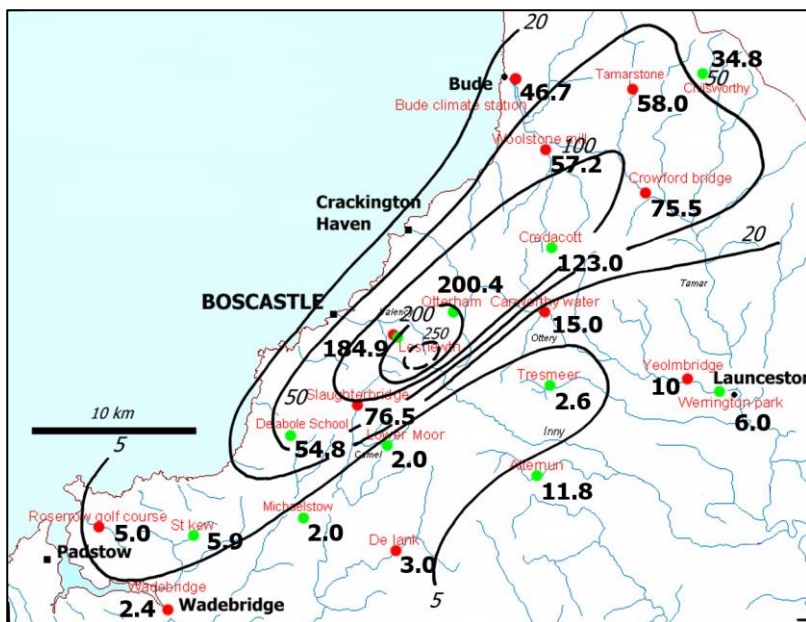 20
34.8
50
Chilsworthy
Bude
Tamarstone
46.7
58.0
Bude climate station
Woolstone mill
100
57.2
Crowford bridge
75.5
Crackington
Haven
20
Credacott
123.0
200.4
Tamar
BOSCASTLE
Otterham
Canworthy water
Valency
200
15.0
250
Ottery
184.9
Lesnewth
Yeolmbridge
Launceston
Tresmeer
10
Slaughterbridge
2.6
Werrington park
50
76.5
6.0
10 km
Delabole School
Lower Moor
Inny
5
54.8
Camel
2.0
Alternun
11.8
Michaelstow
Roserrow golf course
St kew
2.0
5.0
5.9
De lank
Padstow
3.0
Wadebridge
5
2.4
Wadebridge